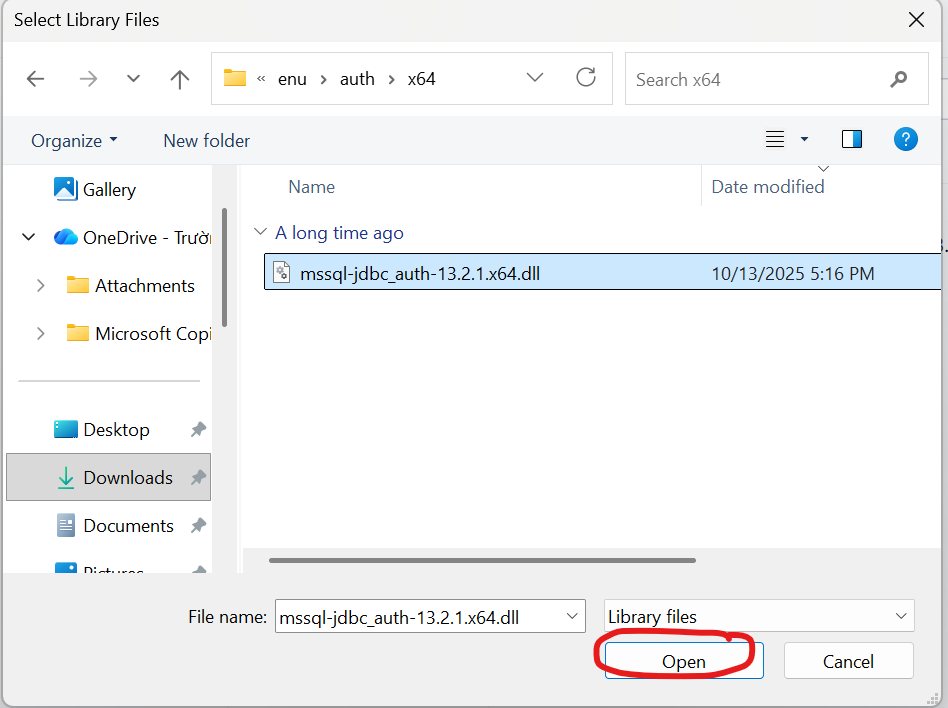 Select Library Files
« enu > auth > x64
Search x64
Organize
New folder
?
Name
Date modified
Gallery
OneDrive - Trườ
A long time ago
mssql-jdbc_auth-13.2.1.x64.dll 10/13/2025 5:16 PM
Attachments
Microsoft Copi
Desktop
Downloads
Documents
Pictures
File name: mssql-jdbc_auth-13.2.1.x64.dll
Library files
Open
Cancel